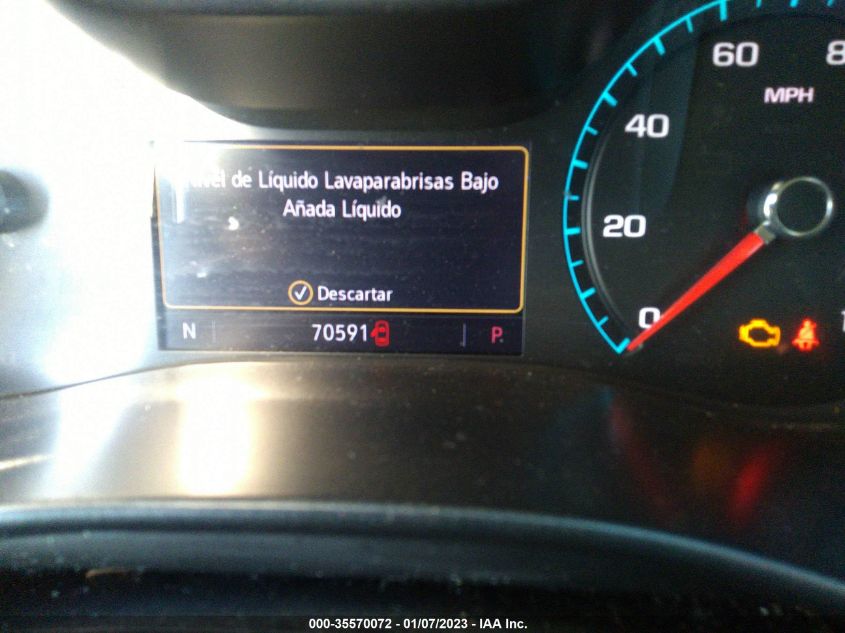 Nivel de Líquido Lavaparabrisas Bajo
Añada Líquido
Descartar
N 70591 P
60
MPH
40
20
0
000-35570072 - 01/07/2023 - IAA Inc.